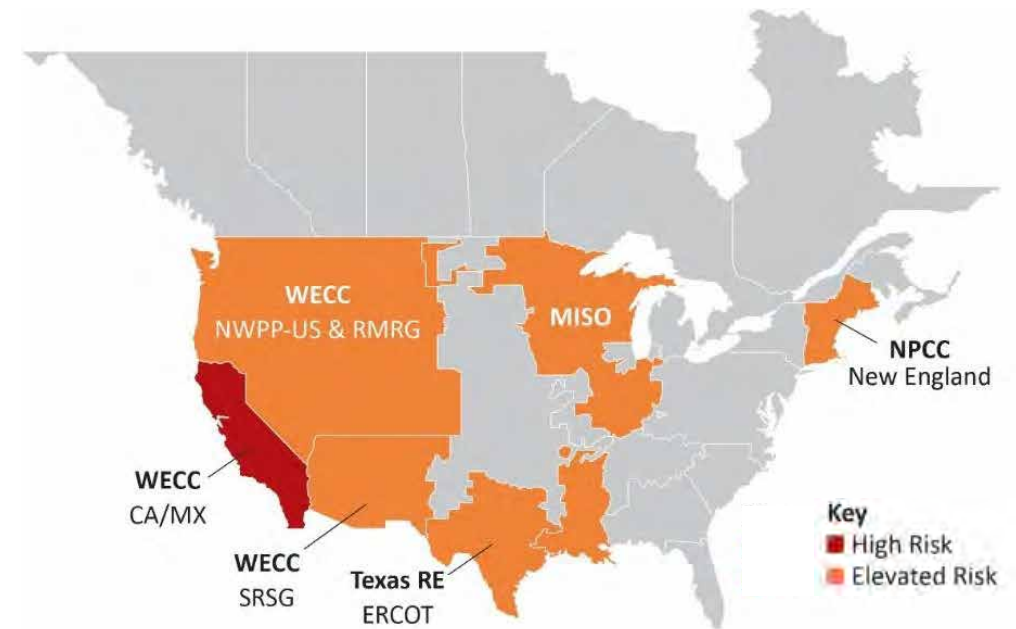 WECC
NWPP-US & RMRG
MISO
NPCC
New England
WECC
CA/MX
WECC
SRSG
Texas RE
ERCOT
Key
High Risk
Elevated Risk